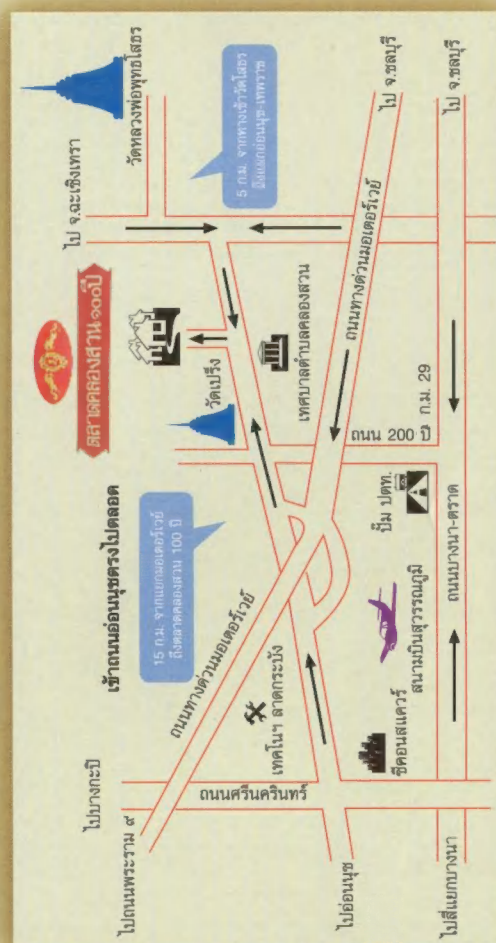 ตลาดคลองสวน๑๐๐ปี
เข้าถนนอ่อนนุชตรงไปตลอด
ไปบางกะปิ
ไปถนนพระราม ๙
ถนนทางด่วนมอเตอร์เวย์
15 ก.ม. จากแยกมอเตอร์เวย์
ถึงตลาดคลองสวน 100 ปี
วัดเปร็ง
ไป จ.ฉะเชิงเทรา
วัดหลวงพ่อพุทธโสธร
5 ก.ม. จากทางเข้าวัดโสธร
ถึงแยกอ่อนนุช-เทพราช
เทศบาลตำบลคลองสวน
ถนนทางด่วนมอเตอร์เวย์
ไป จ.ชลบุรี
ถนนศรีนครินทร์
เทคโนฯ ลาดกระบัง
ถนน 200 ปี ก.ม. 29
ปั๊ม ปตท.
ไปอ่อนนุช
ซีคอนสแควร์
สนามบินสุวรรณภูมิ
ไปสี่แยกบางนา
ถนนบางนา-ตราด
ไป จ.ชลบุรี